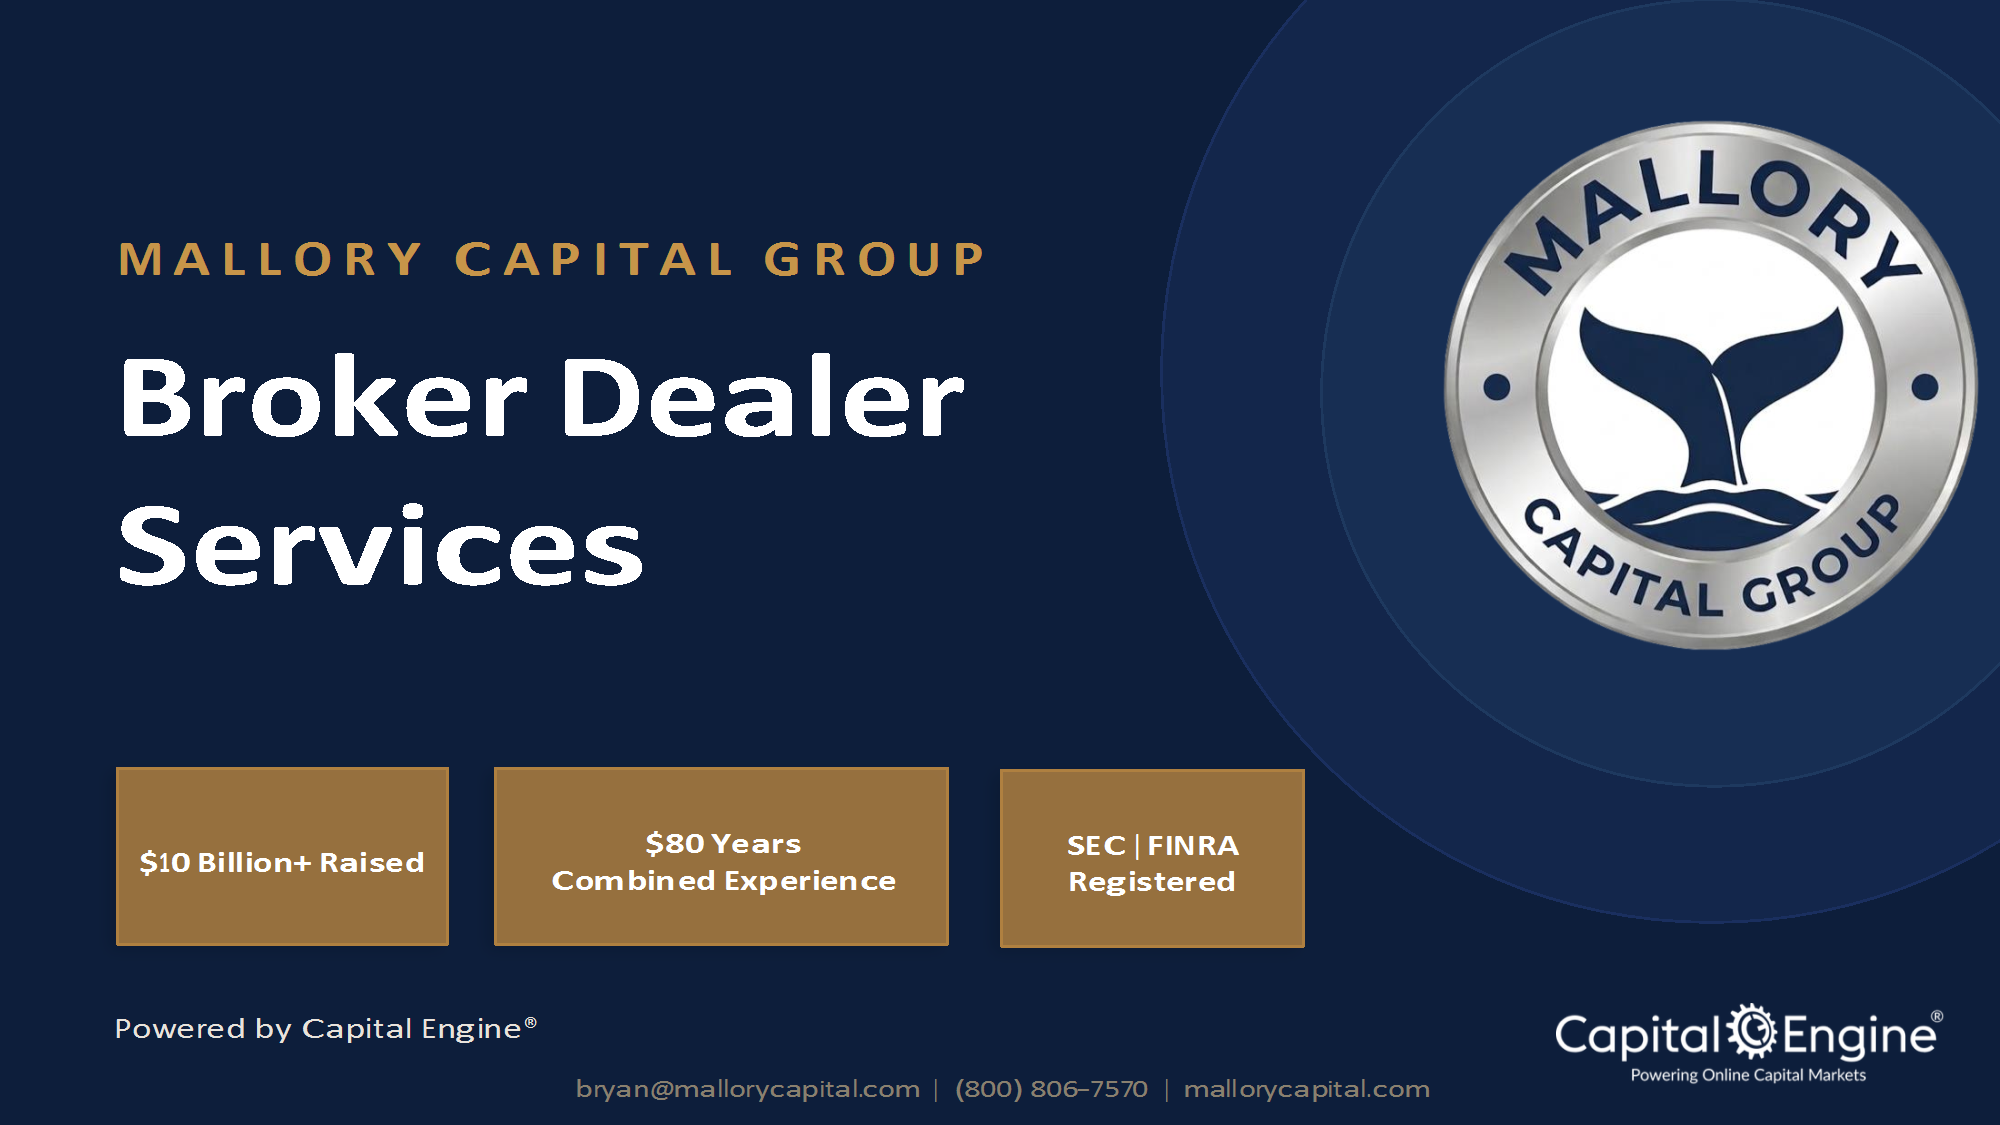 MALLORY CAPITAL GROUP
Broker Dealer
Services
MALLORY
CAPITAL GROUP
$10 Billion+ Raised
$80 Years
Combined Experience
SEC | FINRA
Registered
Powered by Capital Engine®
Capital Engine®
Powering Online Capital Markets
bryan@mallorycapital.com | (800) 806–7570 | mallorycapital.com